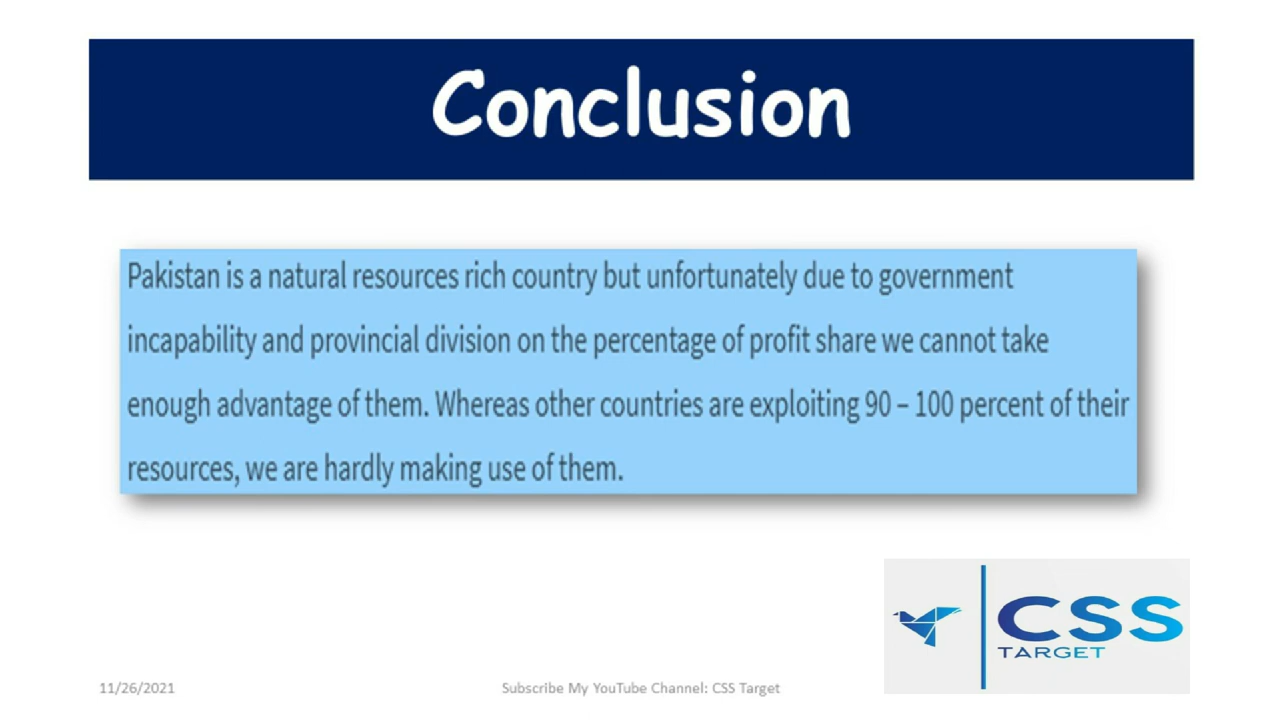 Conclusion
Pakistan is a natural resources rich country but unfortunately due to government
incapability and provincial division on the percentage of profit share we cannot take
enough advantage of them. Whereas other countries are exploiting 90 – 100 percent of their
resources, we are hardly making use of them.
CSS
TARGET
11/26/2021
Subscribe My YouTube Channel: CSS Target